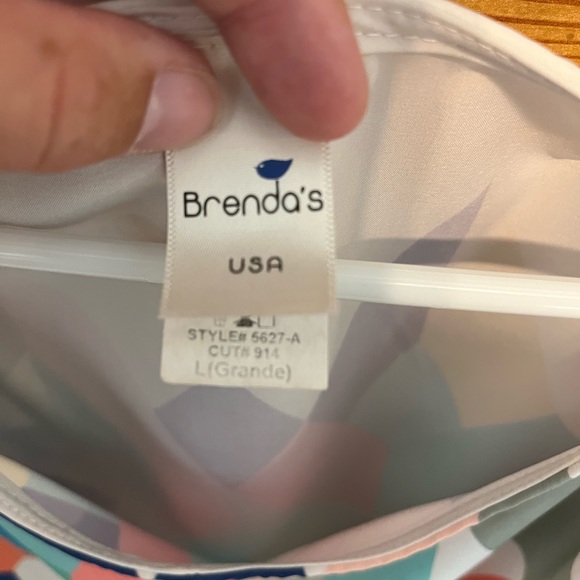 Brenda's
USA
STYLE# 5627-A
CUT# 914
L(Grande)